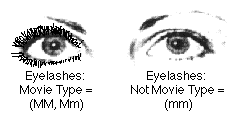 Eyelashes:
Movie Type =
(MM, Mm)
Eyelashes:
Not Movie Type =
(mm)